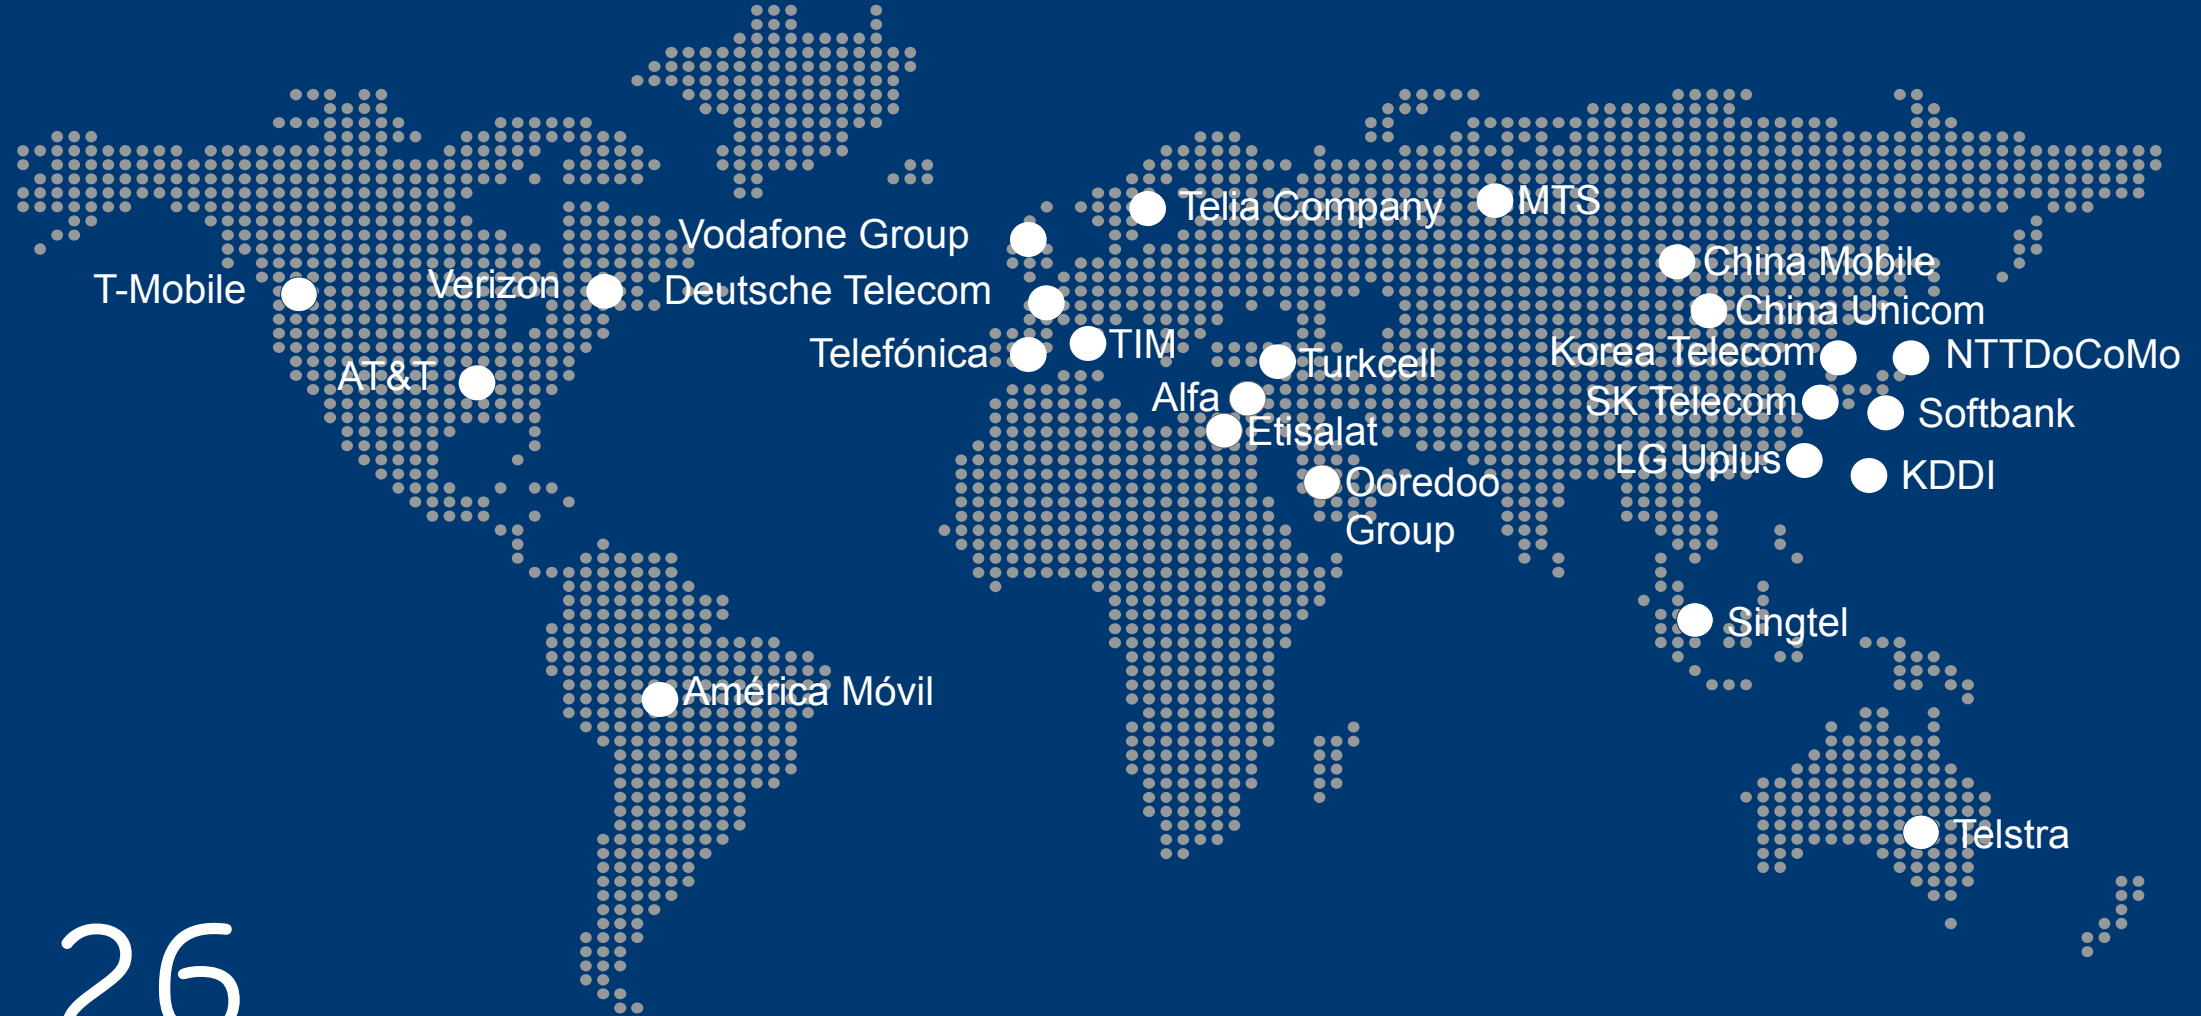 Telia Company
MTS
Vodafone Group
China Mobile
T-Mobile
Verizon
Deutsche Telecom
China Unicom
Telefónica
TIM
Turkcell
Korea Telecom
NTTDoCoMo
AT&T
Alfa
SK Telecom
Softbank
Etisalat
LG Uplus
KDDI
Ooredoo
Group
Singtel
América Móvil
Telstra
26